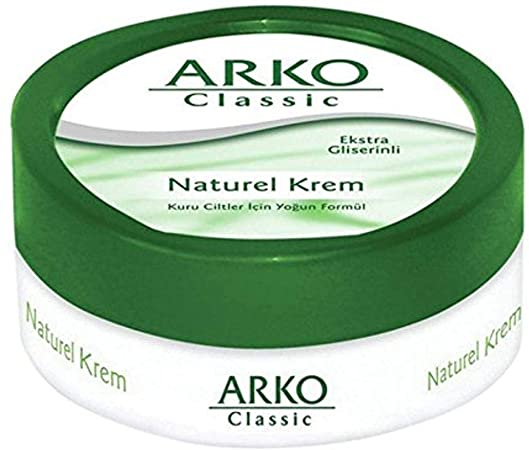 ARKO
Classic
Ekstra
Gliserinli
Naturel Krem
Kuru Ciltler İçin Yoğun Formül
Naturel Krem
ARKO
Classic
Naturel Krem